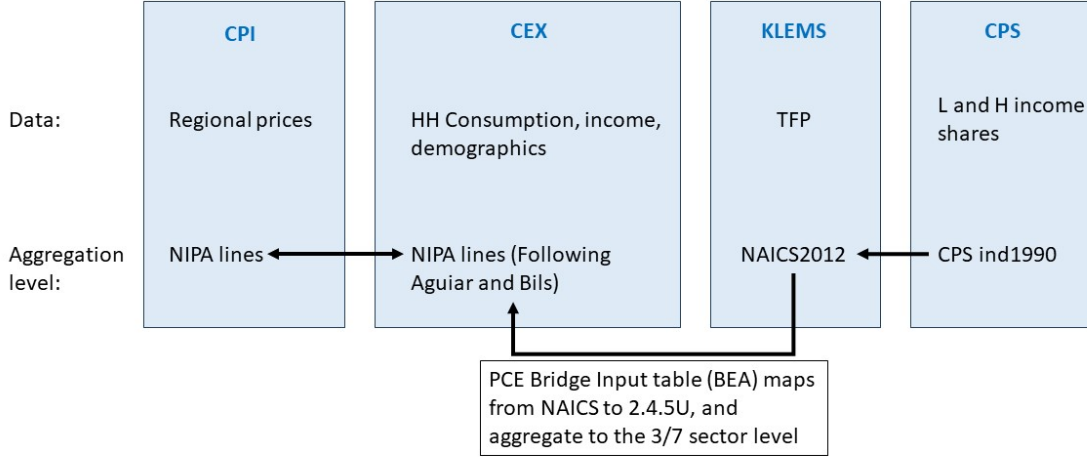 CPI
CEX
KLEMS
CPS
Data:
Regional prices
HH Consumption, income,
demographics
TFP
L and H income
shares
Aggregation
level:
NIPA lines
NIPA lines (Following
Aguiar and Bils)
NAICS2012
CPS ind1990
PCE Bridge Input table (BEA) maps
from NAICS to 2.4.5U, and
aggregate to the 3/7 sector level